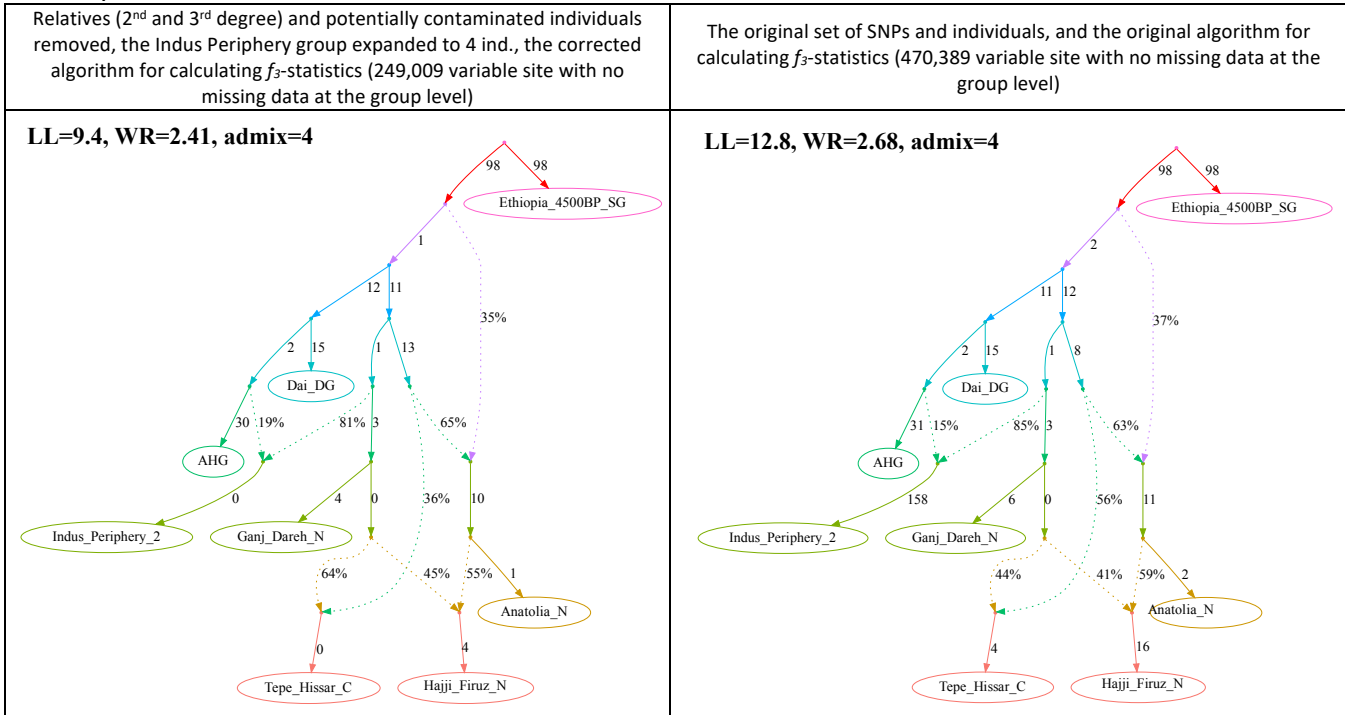 Relatives (2nd and 3rd degree) and potentially contaminated individuals
removed, the Indus Periphery group expanded to 4 ind., the corrected
algorithm for calculating f3-statistics (249,009 variable site with no
missing data at the group level)
The original set of SNPs and individuals, and the original algorithm for
calculating f3-statistics (470,389 variable site with no missing data at the
group level)
LL=9.4, WR=2.41, admix=4
98
98
Ethiopia_4500BP_SG
1
12
11
35%
2
15
1
13
Dai_DG
30
19%
81%
3
65%
AHG
0
4
0
36%
10
Indus_Periphery_2
Ganj_Dareh_N
64%
45%
55%
1
Anatolia_N
0
4
Tepe_Hissar_C
Hajji_Firuz_N
LL=12.8, WR=2.68, admix=4
98
98
Ethiopia_4500BP_SG
2
11
12
37%
2
15
1
8
Dai_DG
31
15%
85%
3
63%
AHG
158
6
0
56%
11
Indus_Periphery_2
Ganj_Dareh_N
44%
41%
59%
2
Anatolia_N
4
16
Tepe_Hissar_C
Hajji_Firuz_N